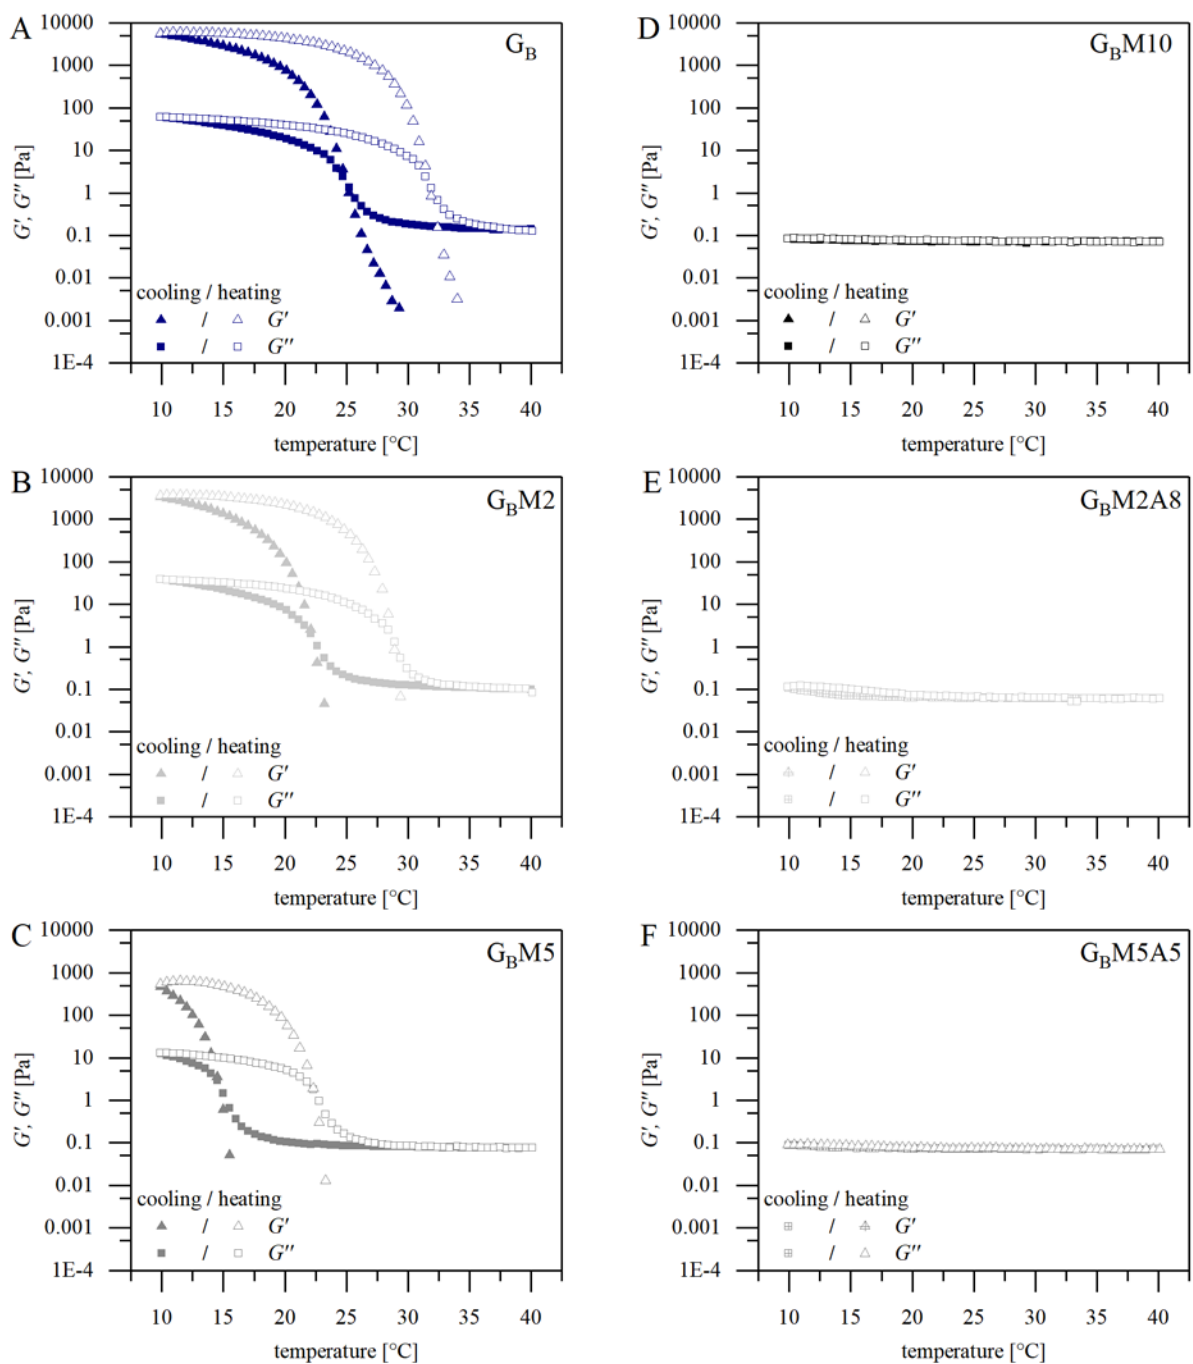 A
G_B
10000
1000
100
10
1
0.1
0.01
0.001
1E-4
G′, G″ [Pa]
cooling / heating
/ G′
/ G″
10 15 20 25 30 35 40
temperature [°C]
D
G_BM10
10000
1000
100
10
1
0.1
0.01
0.001
1E-4
G′, G″ [Pa]
cooling / heating
/ G′
/ G″
10 15 20 25 30 35 40
temperature [°C]
B
G_BM2
10000
1000
100
10
1
0.1
0.01
0.001
1E-4
G′, G″ [Pa]
cooling / heating
/ G′
/ G″
10 15 20 25 30 35 40
temperature [°C]
E
G_BM2A8
10000
1000
100
10
1
0.1
0.01
0.001
1E-4
G′, G″ [Pa]
cooling / heating
/ G′
/ G″
10 15 20 25 30 35 40
temperature [°C]
C
G_BM5
10000
1000
100
10
1
0.1
0.01
0.001
1E-4
G′, G″ [Pa]
cooling / heating
/ G′
/ G″
10 15 20 25 30 35 40
temperature [°C]
F
G_BM5A5
10000
1000
100
10
1
0.1
0.01
0.001
1E-4
G′, G″ [Pa]
cooling / heating
/ G′
/ G″
10 15 20 25 30 35 40
temperature [°C]